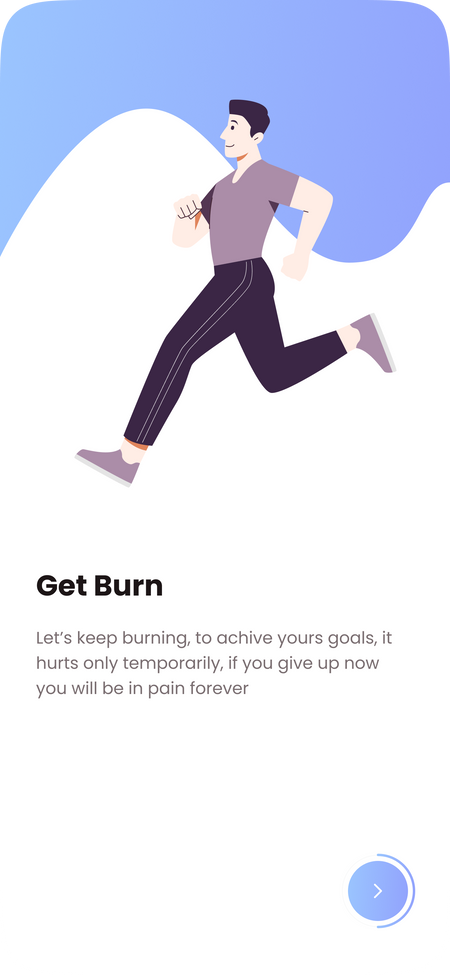 Get Burn
Let’s keep burning, to achive yours goals, it
hurts only temporarily, if you give up now
you will be in pain forever